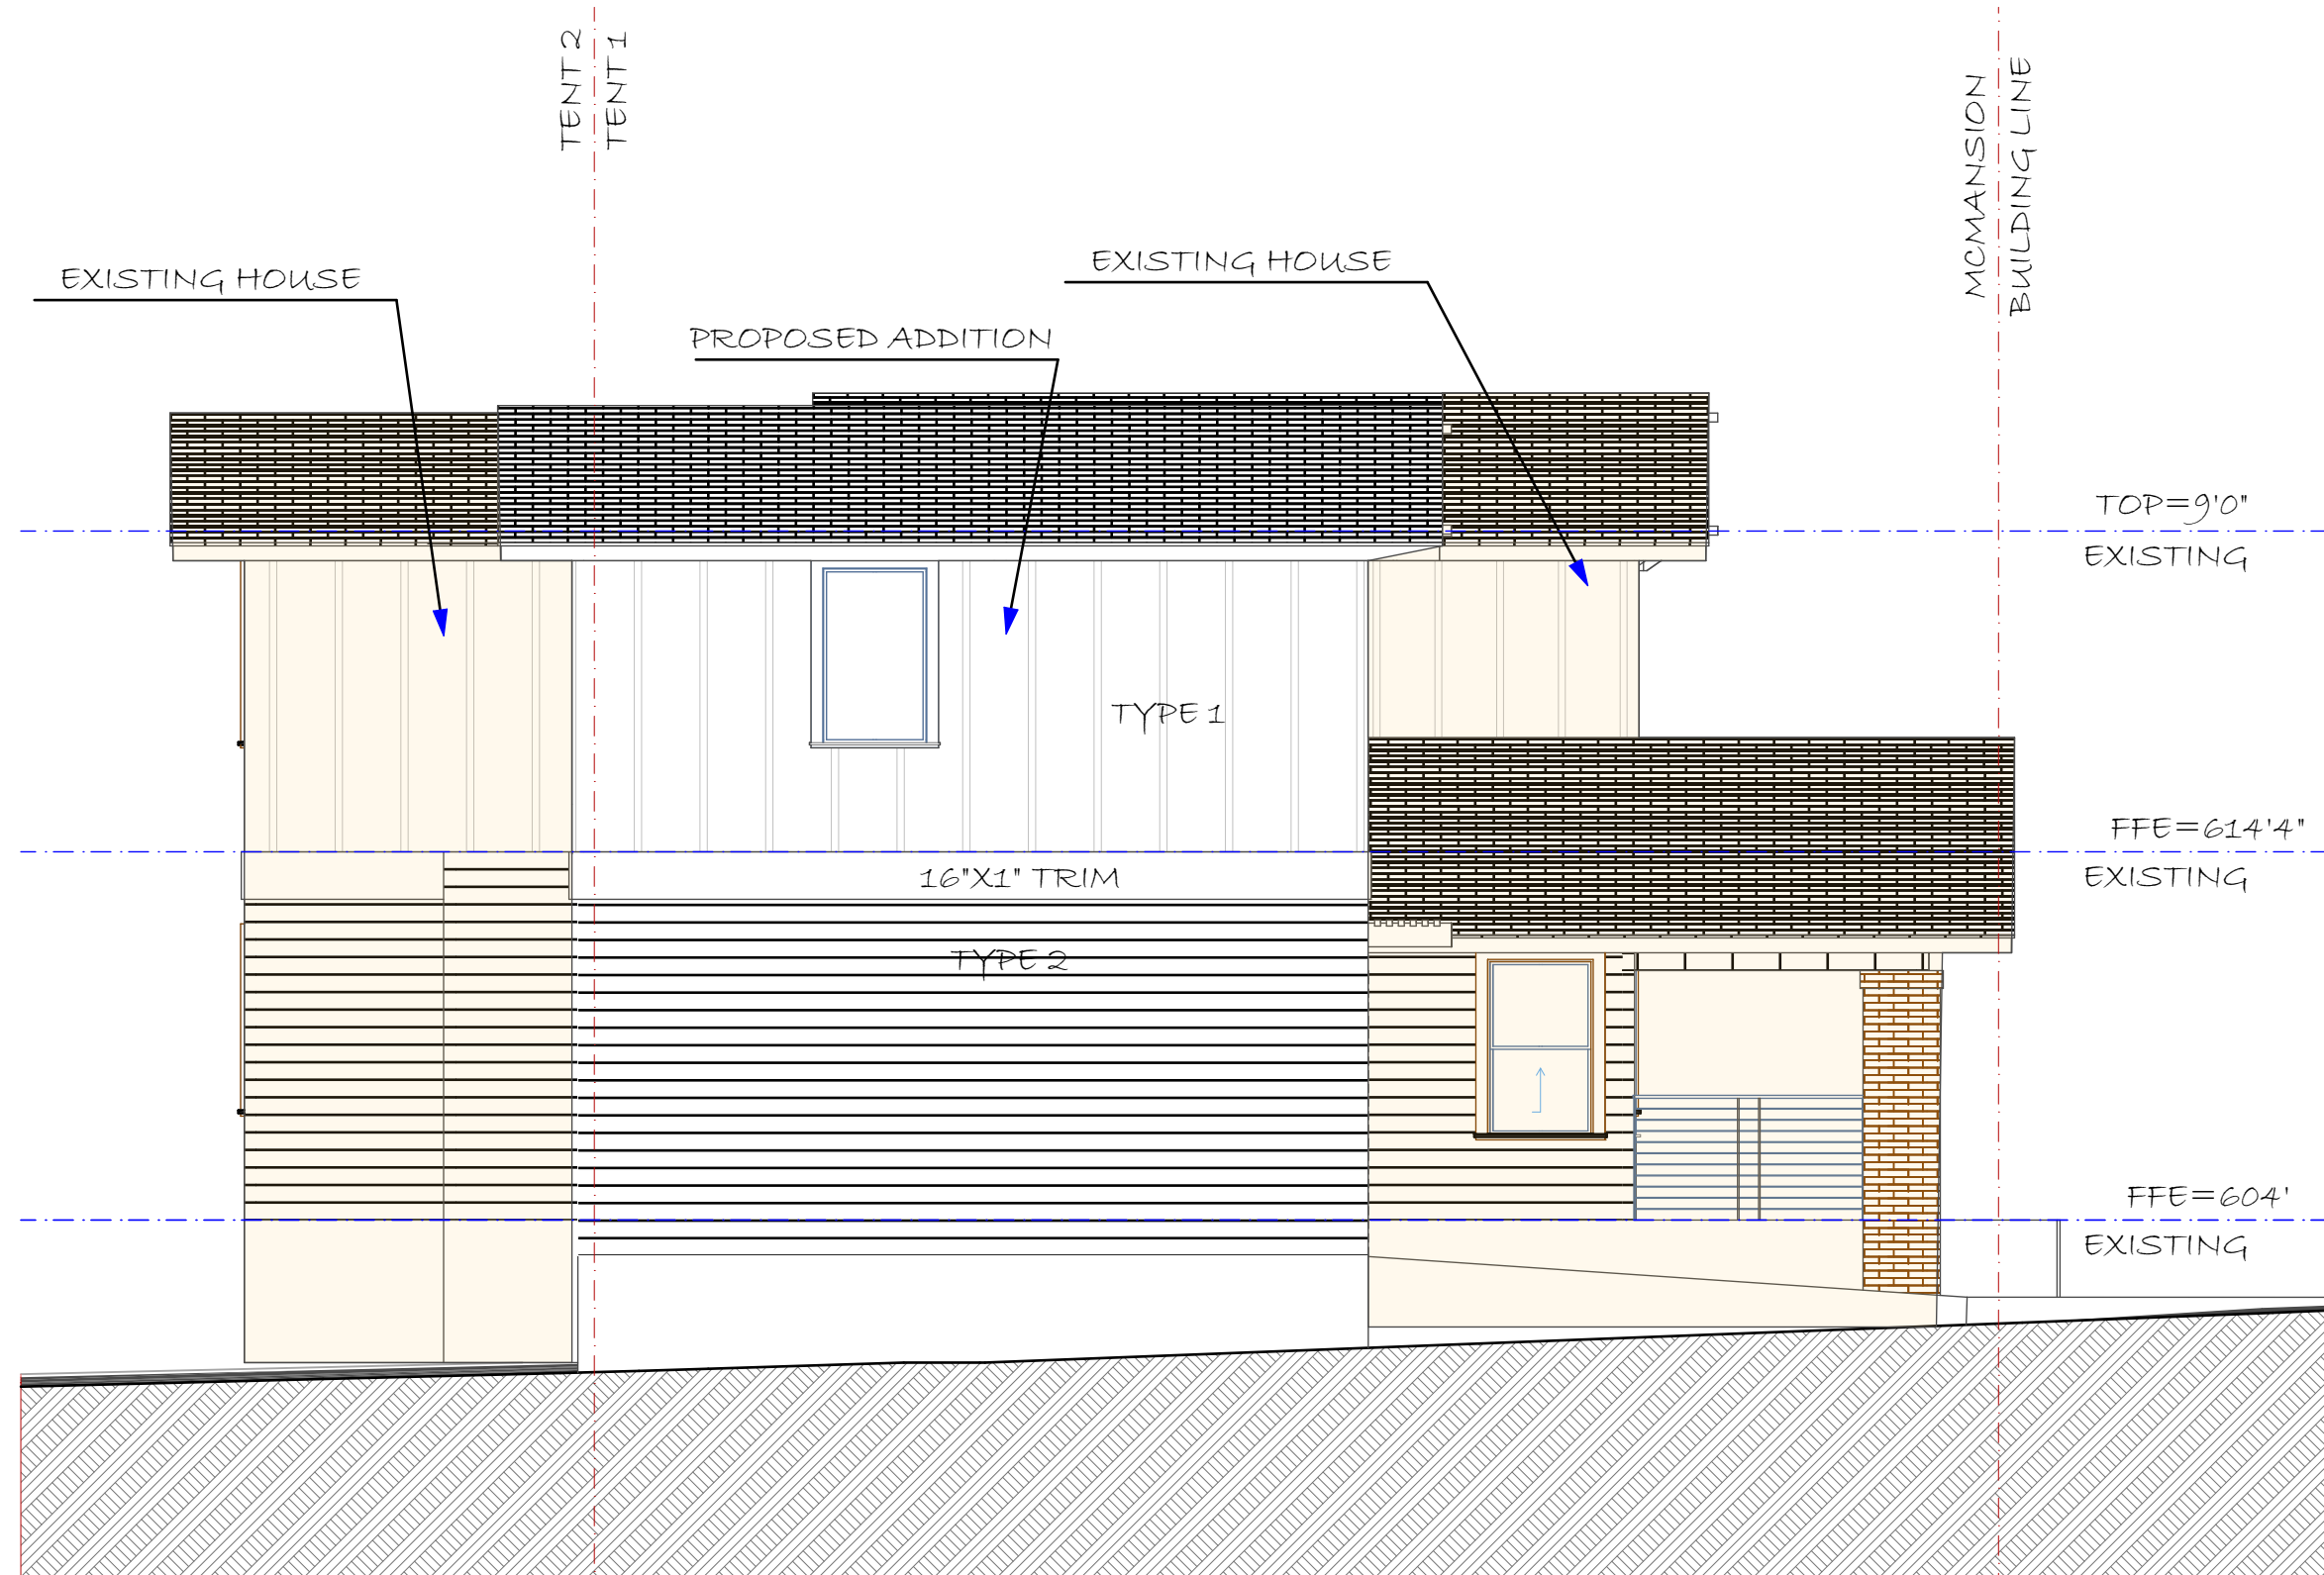 TENT 2
TENT 1
MCMANSION
BUILDING LINE
EXISTING HOUSE
EXISTING HOUSE
PROPOSED ADDITION
TOP=9'0"
EXISTING
TYPE 1
FFE=614'4"
EXISTING
16"X1" TRIM
TYPE 2
FFE=604'
EXISTING